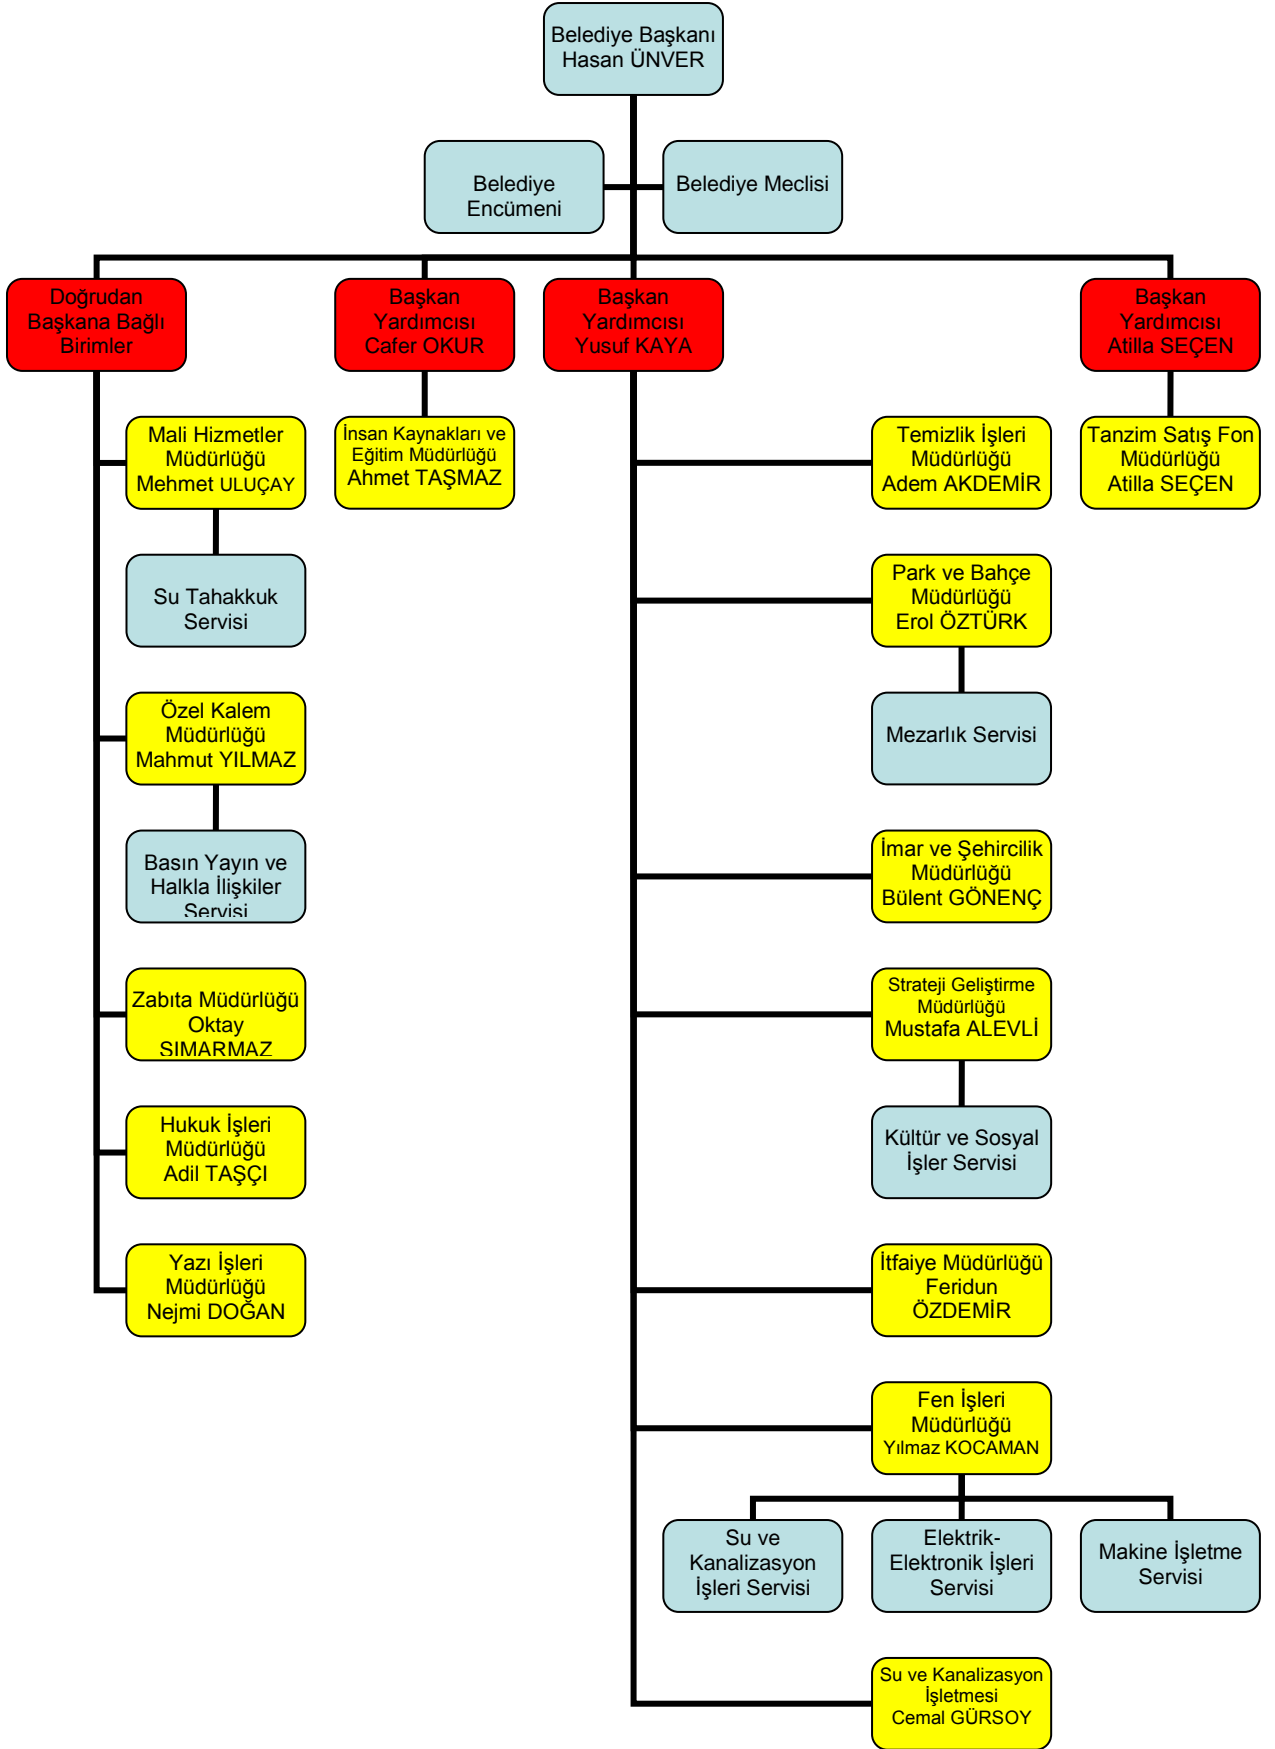 Belediye Başkanı
Hasan ÜNVER
Belediye
Encümeni
Belediye Meclisi
Doğrudan
Başkana Bağlı
Birimler
Başkan
Yardımcısı
Cafer OKUR
Başkan
Yardımcısı
Yusuf KAYA
Başkan
Yardımcısı
Atilla SEÇEN
Mali Hizmetler
Müdürlüğü
Mehmet ULUÇAY
İnsan Kaynakları ve
Eğitim Müdürlüğü
Ahmet TAŞMAZ
Temizlik İşleri
Müdürlüğü
Adem AKDEMİR
Tanzim Satış Fon
Müdürlüğü
Atilla SEÇEN
Su Tahakkuk
Servisi
Park ve Bahçe
Müdürlüğü
Erol ÖZTÜRK
Özel Kalem
Müdürlüğü
Mahmut YILMAZ
Mezarlık Servisi
Basın Yayın ve
Halkla İlişkiler
Servisi
İmar ve Şehircilik
Müdürlüğü
Bülent GÖNENÇ
Zabıta Müdürlüğü
Oktay
SIMARMAZ
Strateji Geliştirme
Müdürlüğü
Mustafa ALEVLİ
Hukuk İşleri
Müdürlüğü
Adil TAŞÇI
Kültür ve Sosyal
İşler Servisi
Yazı İşleri
Müdürlüğü
Nejmi DOĞAN
İtfaiye Müdürlüğü
Feridun
ÖZDEMİR
Fen İşleri
Müdürlüğü
Yılmaz KOCAMAN
Su ve
Kanalizasyon
İşleri Servisi
Elektrik-
Elektronik İşleri
Servisi
Makine İşletme
Servisi
Su ve Kanalizasyon
İşletmesi
Cemal GÜRSOY